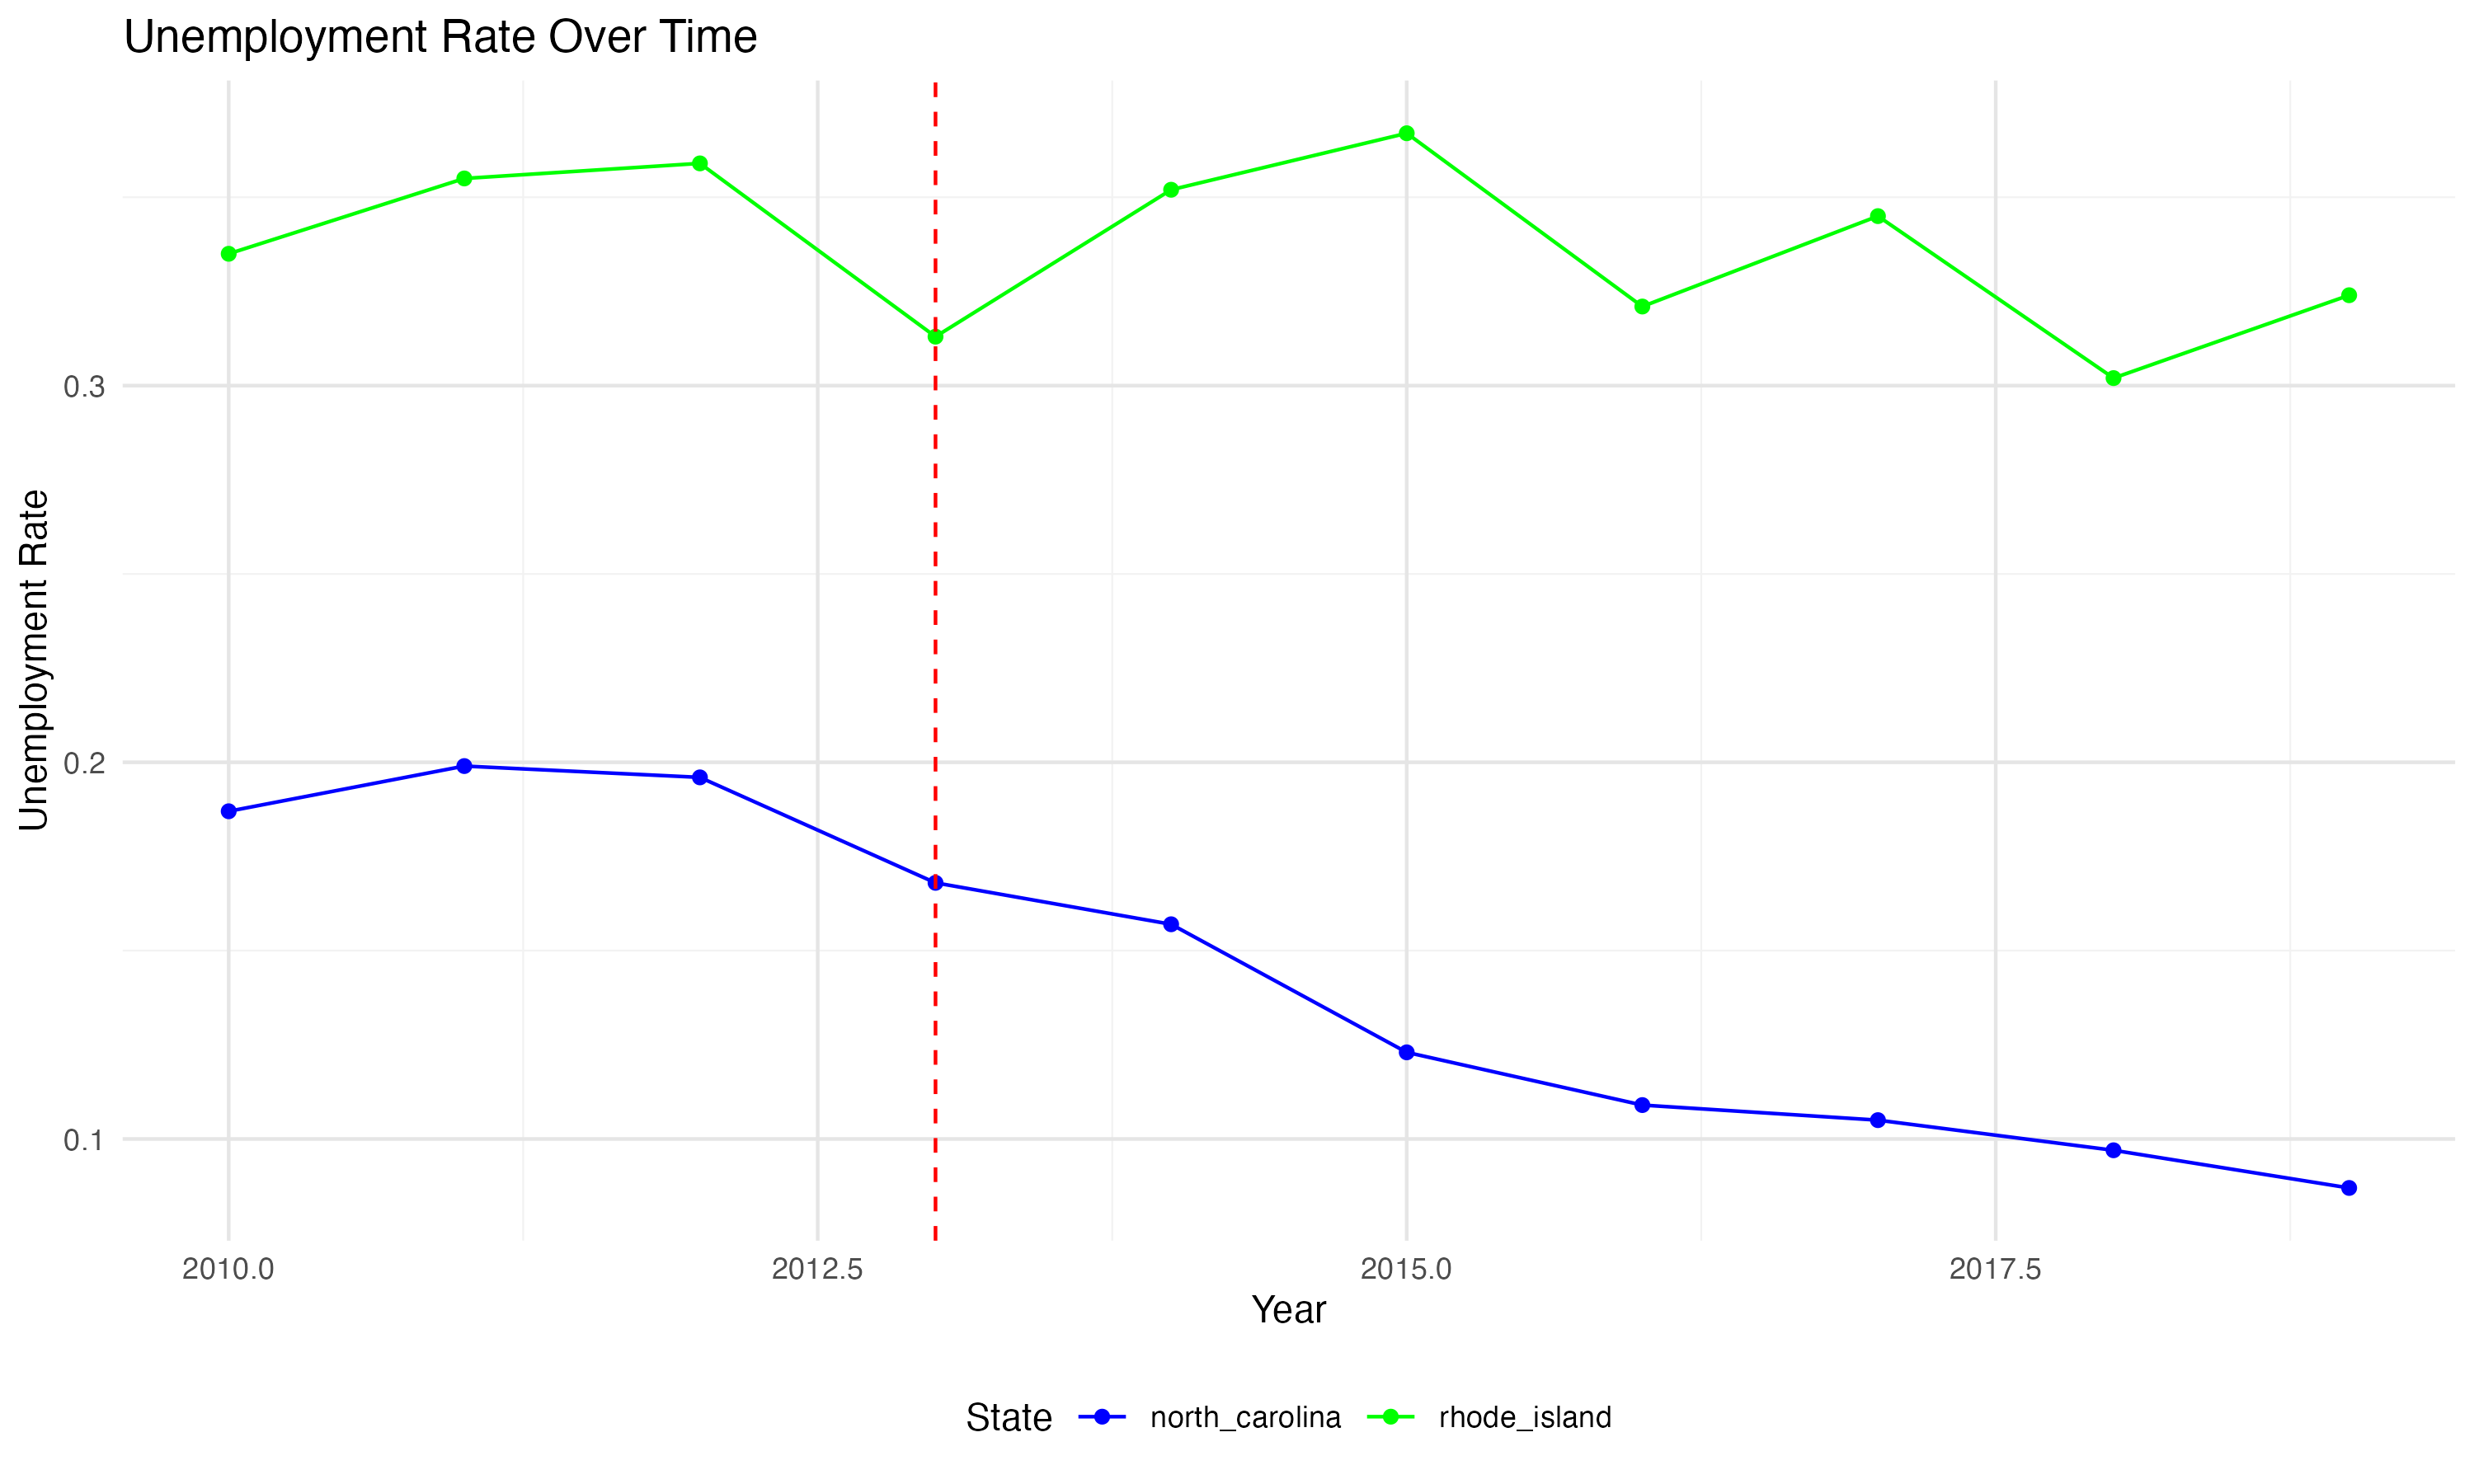 Unemployment Rate Over Time
Unemployment Rate
0.3
0.2
0.1
2010.0 2012.5 2015.0 2017.5
Year
State north_carolina rhode_island